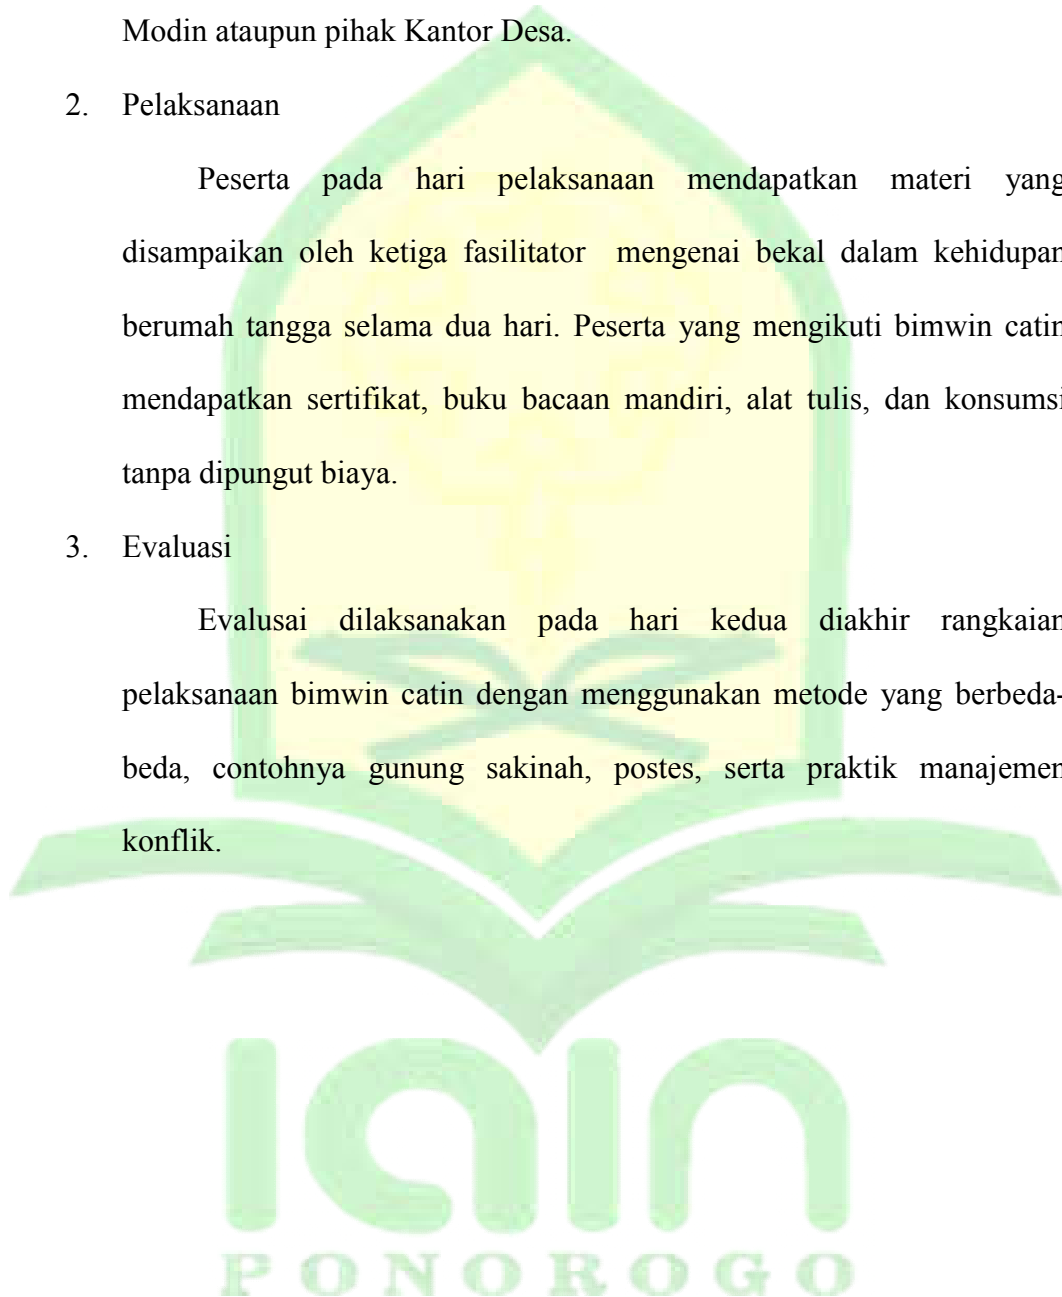 Modin ataupun pihak Kantor Desa.
2. Pelaksanaan
Peserta pada hari pelaksanaan mendapatkan materi yang
disampaikan oleh ketiga fasilitator mengenai bekal dalam kehidupan
berumah tangga selama dua hari. Peserta yang mengikuti bimwin catin
mendapatkan sertifikat, buku bacaan mandiri, alat tulis, dan konsumsi
tanpa dipungut biaya.
3. Evaluasi
Evalusai dilaksanakan pada hari kedua diakhir rangkaian
pelaksanaan bimwin catin dengan menggunakan metode yang berbeda-
beda, contohnya gunung sakinah, postes, serta praktik manajemen
konflik.
iain
PONOROGO